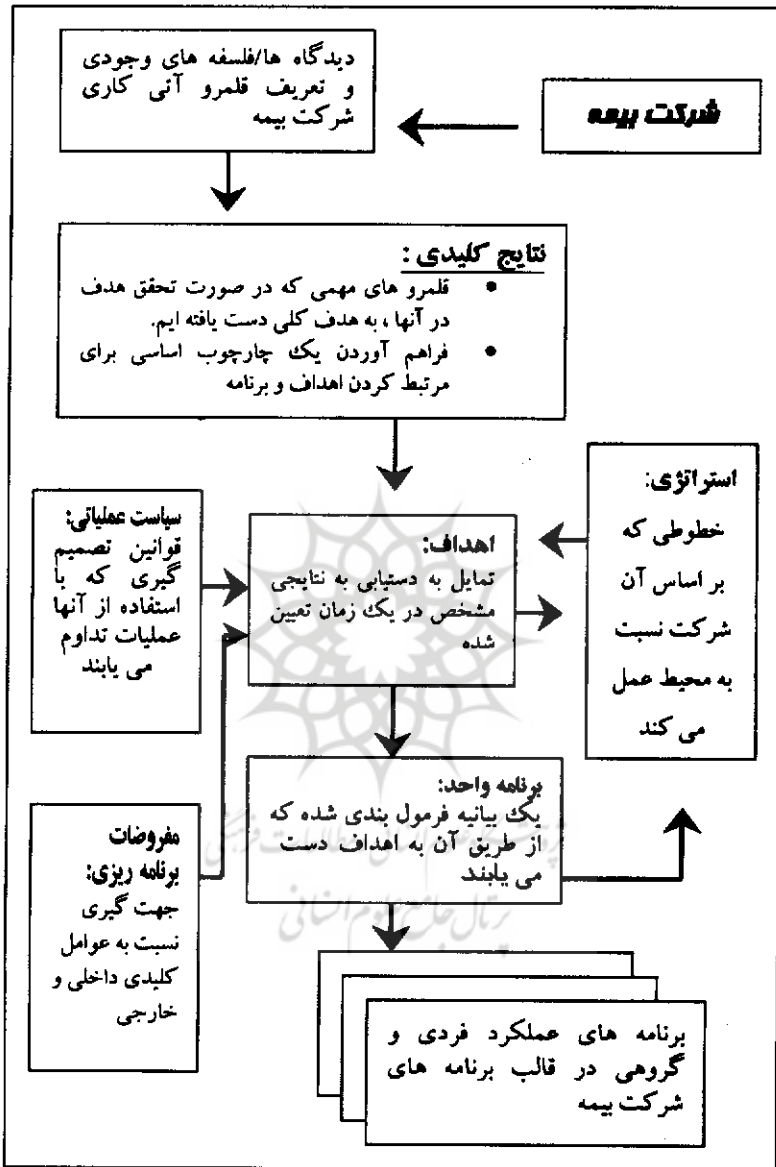 شرکت بیمه
دیدگاه ها/فلسفه های وجودی
و تعریف قلمرو آتی کاری
شرکت بیمه
نتایج کلیدی :
• قلمرو های مهمی که در صورت تحقق هدف
در آنها ، به هدف کلی دست یافته ایم.
• فراهم آوردن یک چارچوب اساسی برای
مرتبط کردن اهداف و برنامه
استراتژی:
خطوطی که
بر اساس آن
شرکت نسبت
به محیط عمل
می کند
اهداف:
تمایل به دستیابی به نتایجی
مشخص در یک زمان تعیین
شده
سیاست عملیاتی:
قوانین تصمیم
گیری که با
استفاده از آنها
عملیات تداوم
می یابند
برنامه واحد:
یک بیانیه فرمول بندی شده که
از طریق آن به اهداف دست
می یابند
مفروضات
برنامه ریزی:
جهت گیری
نسبت به عوامل
کلیدی داخلی و
خارجی
پرتال جامع علوم انسانی
برنامه های عملکرد فردی و
گروهی در قالب برنامه های
شرکت بیمه